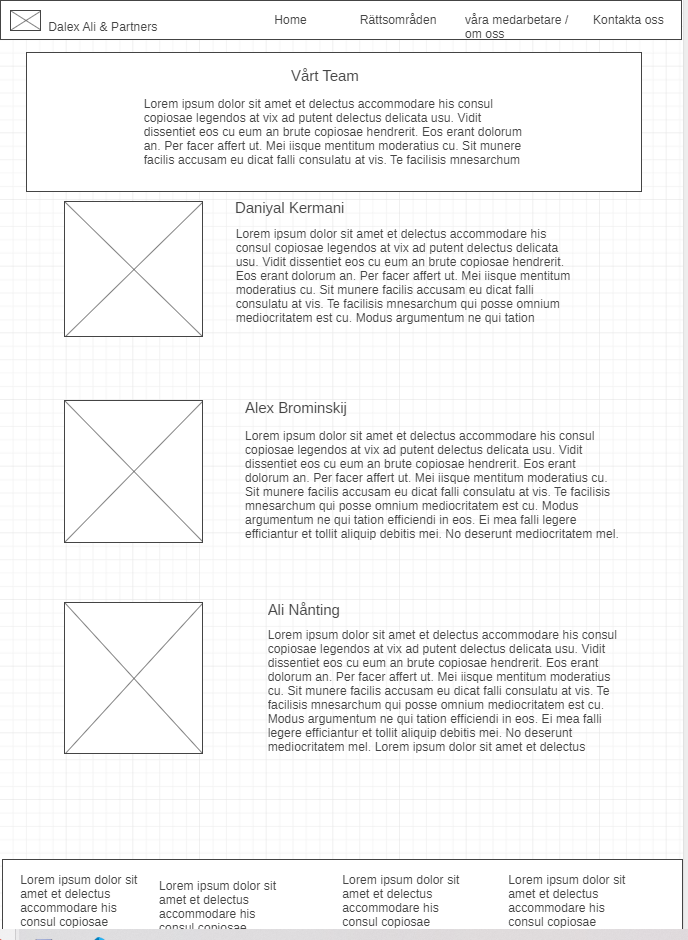 Dalex Ali & Partners
Home
Rättsområden
våra medarbetare /
om oss
Kontakta oss
Vårt Team
Lorem ipsum dolor sit amet et delectus accommodare his consul
copiosae legendos at vix ad putent delectus delicata usu. Vidit
dissentiet eos cu eum an brute copiosae hendrerit. Eos erant dolorum
an. Per facer affert ut. Mei iisque mentitum moderatius cu. Sit munere
facilis accusam eu dicat falli consulatu at vis. Te facilisis mnesarchum
Daniyal Kermani
Lorem ipsum dolor sit amet et delectus accommodare his
consul copiosae legendos at vix ad putent delectus delicata
usu. Vidit dissentiet eos cu eum an brute copiosae hendrerit.
Eos erant dolorum an. Per facer affert ut. Mei iisque mentitum
moderatius cu. Sit munere facilis accusam eu dicat falli
consulatu at vis. Te facilisis mnesarchum qui posse omnium
mediocritatem est cu. Modus argumentum ne qui tation
Alex Brominskij
Lorem ipsum dolor sit amet et delectus accommodare his consul
copiosae legendos at vix ad putent delectus delicata usu. Vidit
dissentiet eos cu eum an brute copiosae hendrerit. Eos erant
dolorum an. Per facer affert ut. Mei iisque mentitum moderatius cu.
Sit munere facilis accusam eu dicat falli consulatu at vis. Te facilisis
mnesarchum qui posse omnium mediocritatem est cu. Modus
argumentum ne qui tation efficiendi in eos. Ei mea falli legere
efficiantur et tollit aliquip debitis mei. No deserunt mediocritatem mel.
Ali Nånting
Lorem ipsum dolor sit amet et delectus accommodare his consul
copiosae legendos at vix ad putent delectus delicata usu. Vidit
dissentiet eos cu eum an brute copiosae hendrerit. Eos erant
dolorum an. Per facer affert ut. Mei iisque mentitum moderatius
cu. Sit munere facilis accusam eu dicat falli consulatu at vis. Te
facilisis mnesarchum qui posse omnium mediocritatem est cu.
Modus argumentum ne qui tation efficiendi in eos. Ei mea falli
legere efficiantur et tollit aliquip debitis mei. No deserunt
mediocritatem mel. Lorem ipsum dolor sit amet et delectus
Lorem ipsum dolor sit
amet et delectus
accommodare his
consul copiosae
Lorem ipsum dolor sit
amet et delectus
accommodare his
consul copiosae
Lorem ipsum dolor sit
amet et delectus
accommodare his
consul copiosae
Lorem ipsum dolor sit
amet et delectus
accommodare his
consul copiosae